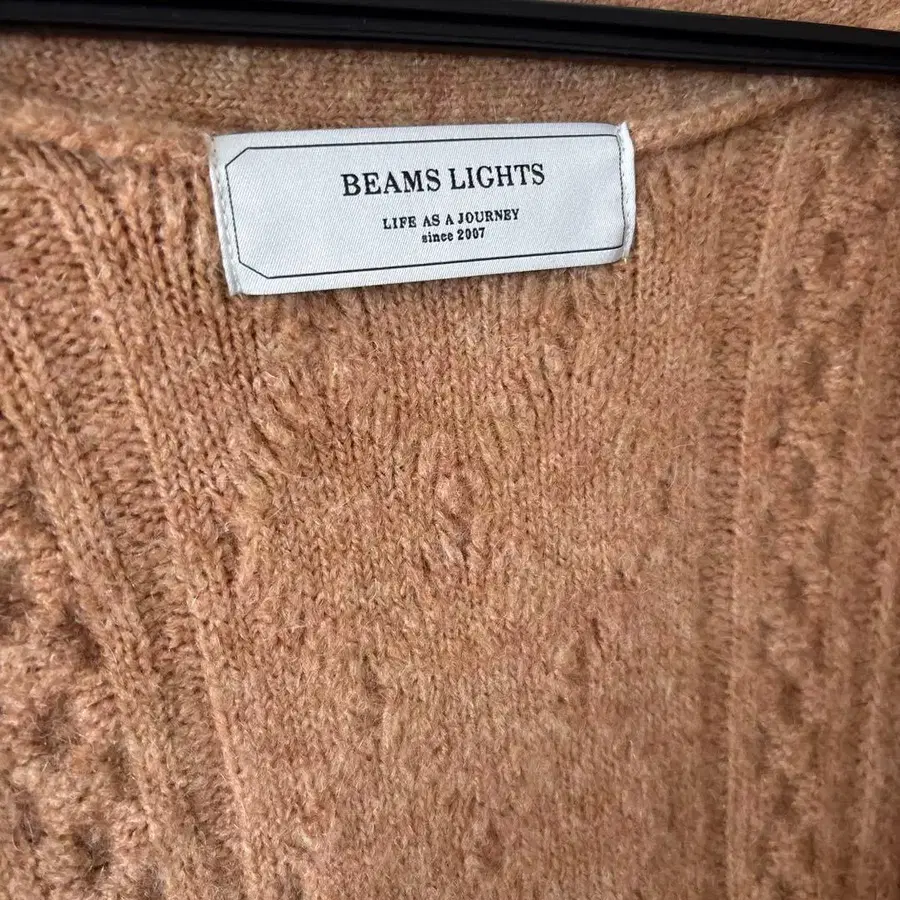 BEAMS LIGHTS
LIFE AS A JOURNEY
since 2007